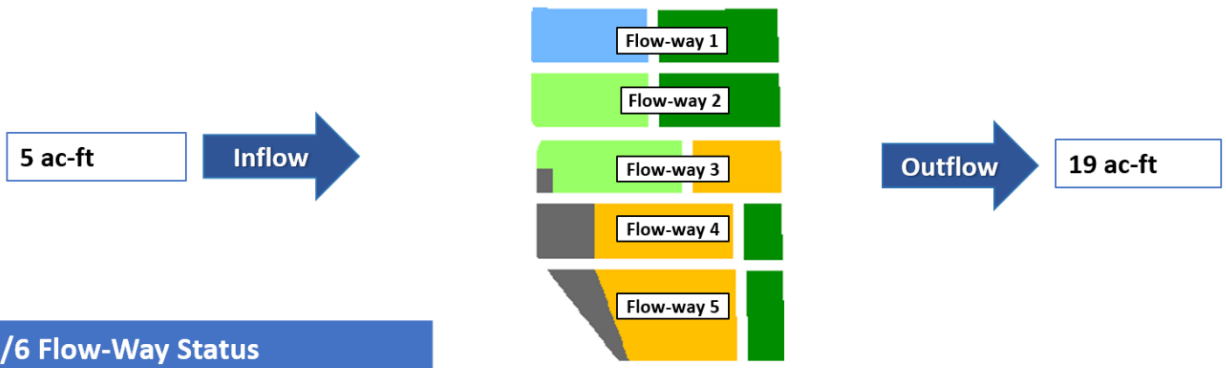 Flow-way 1
Flow-way 2
5 ac-ft
Inflow
Flow-way 3
Outflow
19 ac-ft
Flow-way 4
Flow-way 5
/6 Flow-Way Status